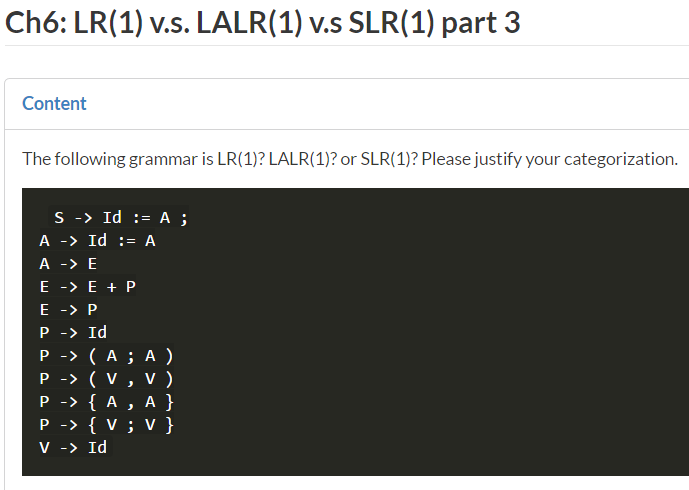 Ch6: LR(1) v.s. LALR(1) v.s SLR(1) part 3
Content
The following grammar is LR(1)? LALR(1)? or SLR(1)? Please justify your categorization.
S -> Id := A ;
A -> Id := A
A -> E
E -> E + P
E -> P
P -> Id
P -> ( A ; A )
P -> ( V , V )
P -> { A , A }
P -> { V ; V }
V -> Id